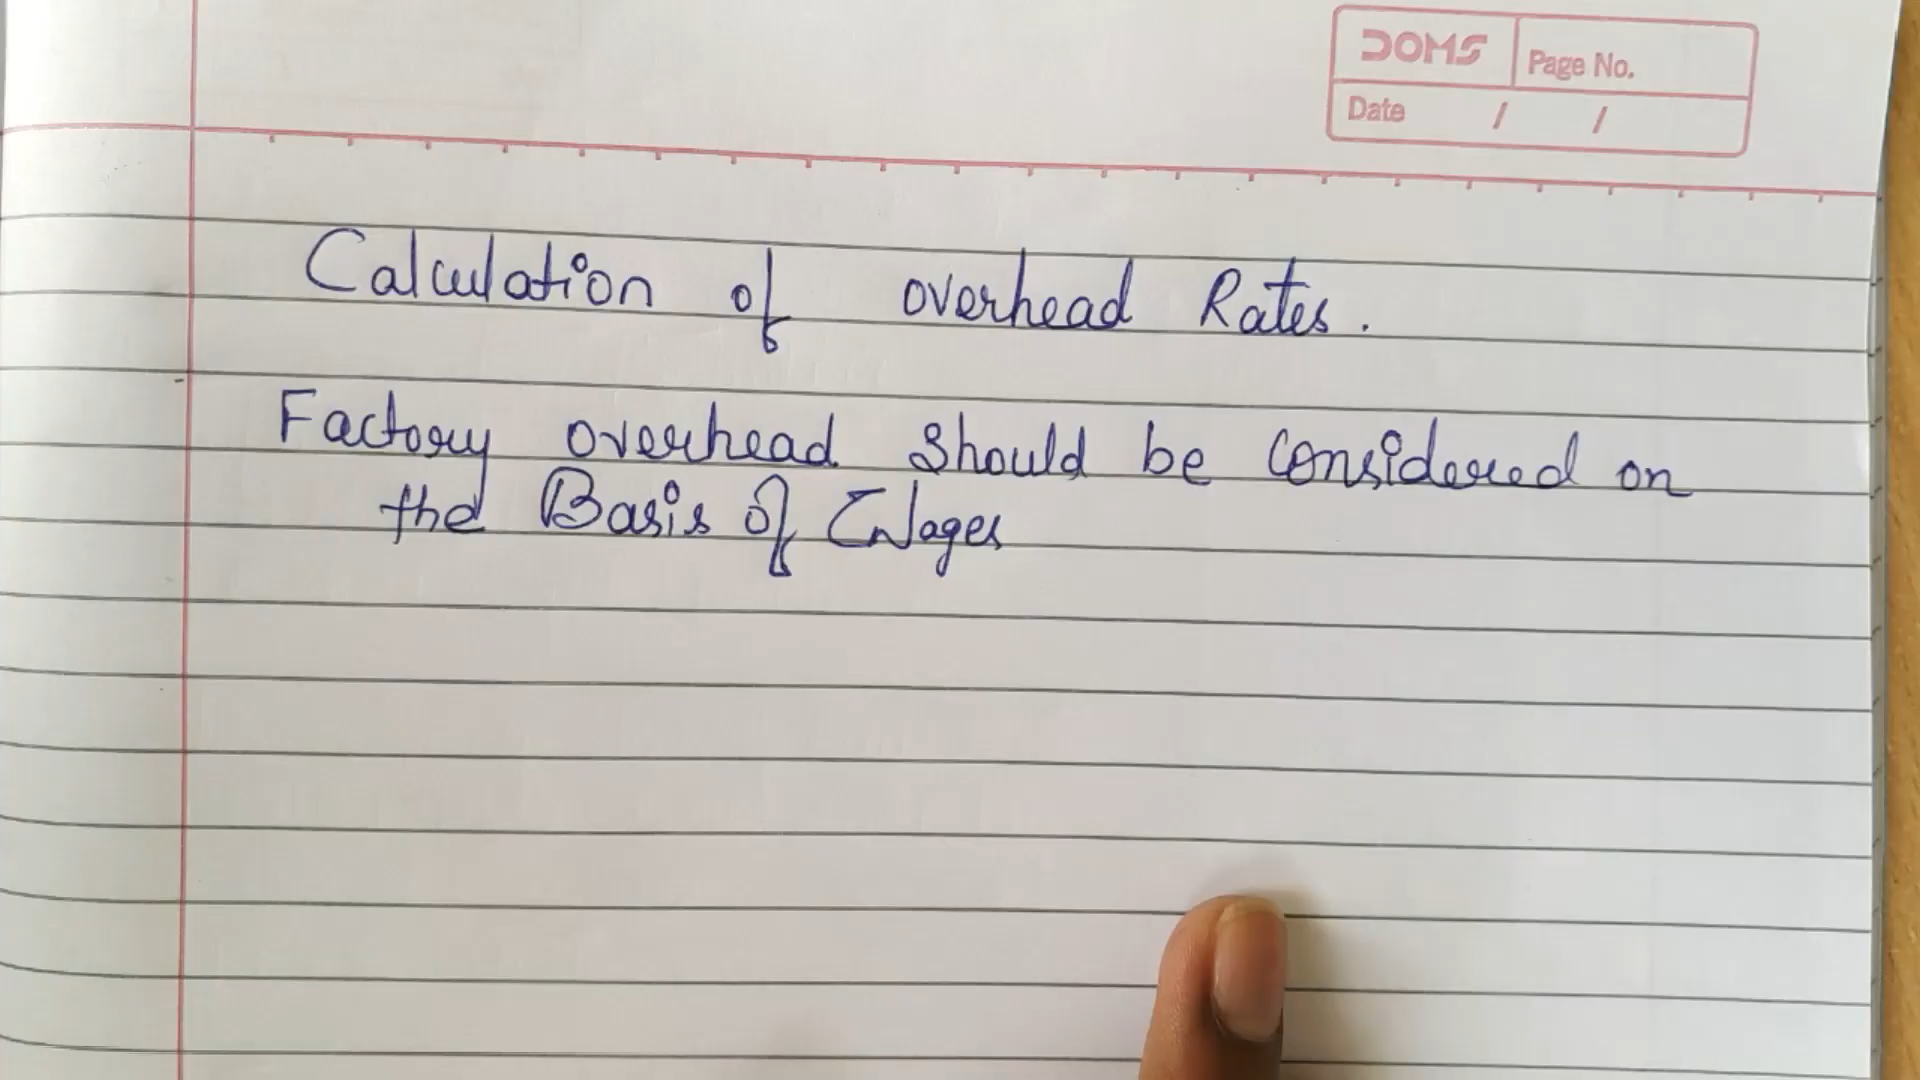 DOMS
Page No.
Date / /
Calculation of overhead Rates.
Factory overhead should be considered on
the Basis of Wages